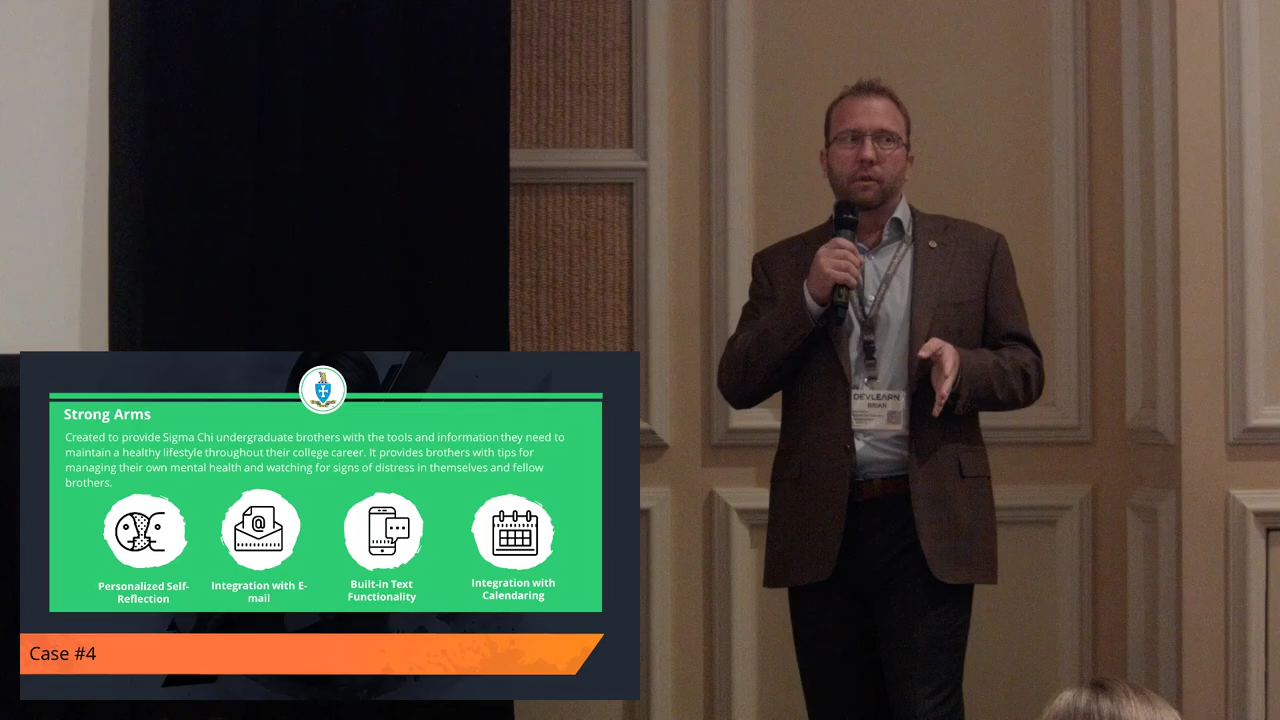 Strong Arms
Created to provide Sigma Chi undergraduate brothers with the tools and information they need to
maintain a healthy lifestyle throughout their college career. It provides brothers with tips for
managing their own mental health and watching for signs of distress in themselves and fellow
brothers.
Personalized Self-
Reflection
Integration with E-
mail
Built-in Text
Functionality
Integration with
Calendaring
Case #4
DEVLEARN
BRIAN